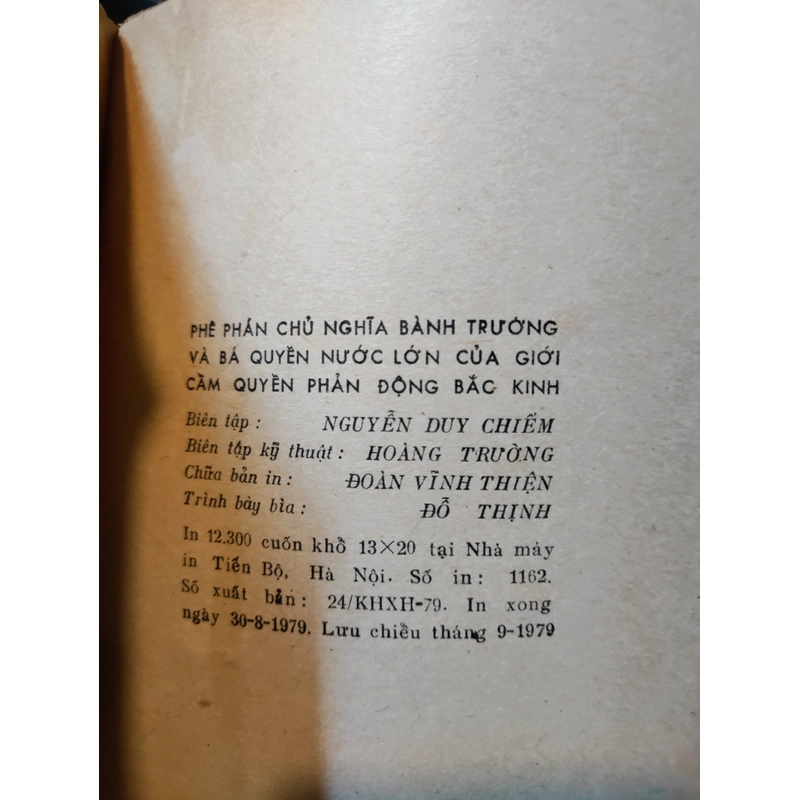 PHÊ PHÁN CHỦ NGHĨA BÀNH TRƯỚNG
VÀ BÁ QUYỀN NƯỚC LỚN CỦA GIỚI
CẦM QUYỀN PHẢN ĐỘNG BẮC KINH
Biên tập : NGUYỄN DUY CHIẾM
Biên tập kỹ thuật : HOÀNG TRƯỜNG
Chữa bản in : ĐOÀN VĨNH THIỆN
Trình bày bìa : ĐỖ THỊNH
In 12.300 cuốn khổ 13×20 tại Nhà máy
in Tiến Bộ, Hà Nội. Số in: 1162.
Số xuất bản: 24/KHXH-79. In xong
ngày 30-8-1979. Lưu chiểu tháng 9-1979